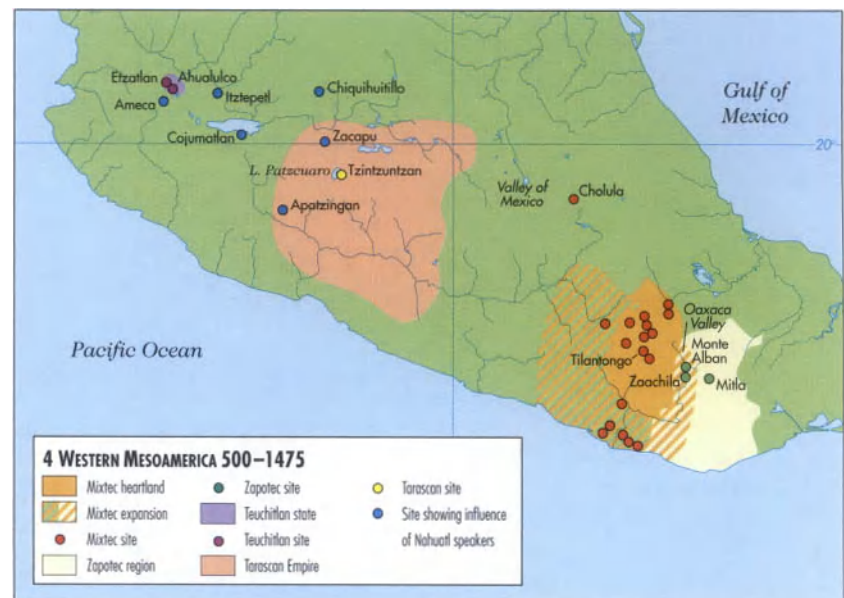 Etzatlan
Ahualulco
Ameca
Itztepetl
Chiquihuitillo
Cojumatlan
Zacapu
L. Patzcuaro
Tzintzuntzan
Apatzingan
Valley of
Mexico
Cholula
Gulf of
Mexico
20°
Oaxaca
Valley
Monte
Alban
Tilantongo
Zaachila
Mitla
Pacific Ocean
4 WESTERN MESOAMERICA 500–1475
Mixtec heartland
Mixtec expansion
Mixtec site
Zapotec region
Zapotec site
Teuchitlan state
Teuchitlan site
Tarascan Empire
Tarascan site
Site showing influence
of Nahuatl speakers